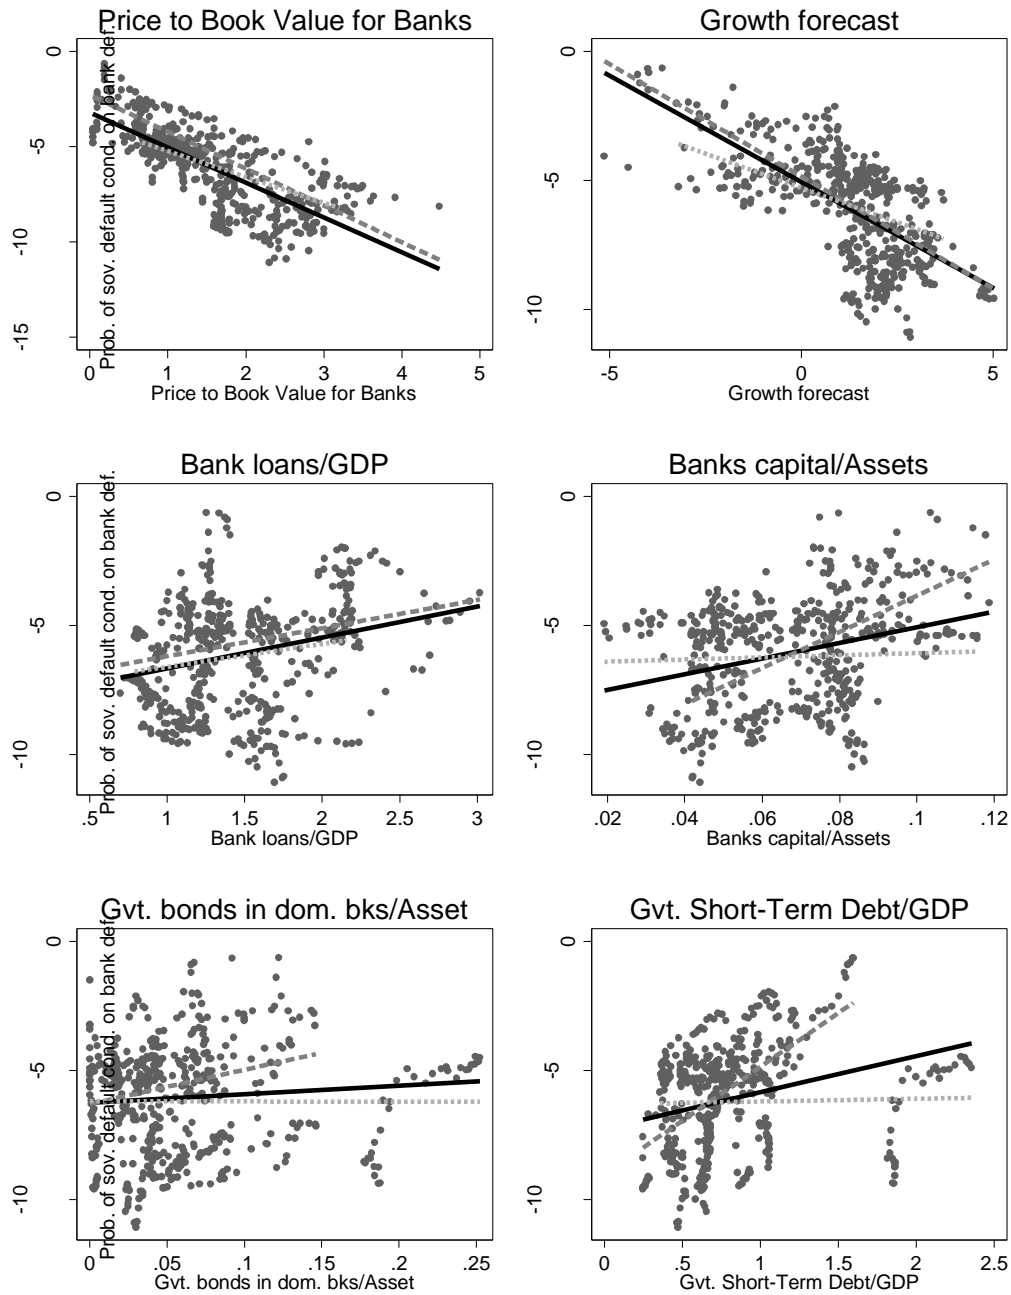 Price to Book Value for Banks
Prob. of sov. default cond. on bank def.
0
-5
-10
-15
0 1 2 3 4 5
Price to Book Value for Banks
Growth forecast
0
-5
-10
-5 0 5
Growth forecast
Bank loans/GDP
Prob. of sov. default cond. on bank def.
0
-5
-10
.5 1 1.5 2 2.5 3
Bank loans/GDP
Banks capital/Assets
0
-5
-10
.02 .04 .06 .08 .1 .12
Banks capital/Assets
Gvt. bonds in dom. bks/Asset
Prob. of sov. default cond. on bank def.
0
-5
-10
0 .05 .1 .15 .2 .25
Gvt. bonds in dom. bks/Asset
Gvt. Short-Term Debt/GDP
0
-5
-10
0 .5 1 1.5 2 2.5
Gvt. Short-Term Debt/GDP